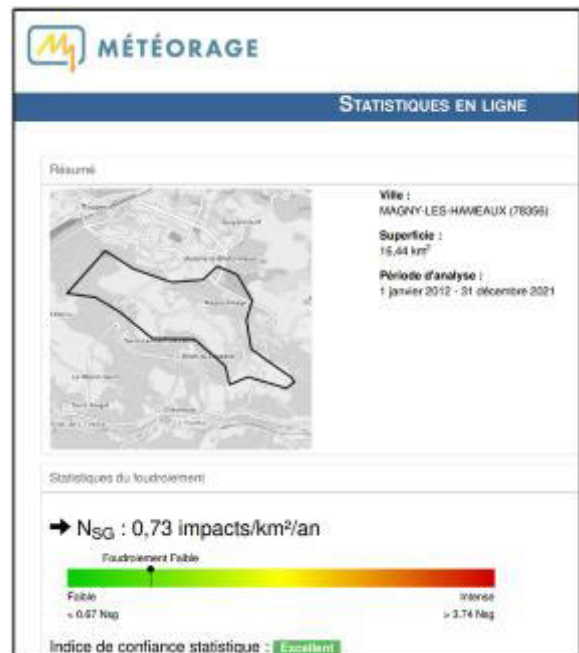 MÉTÉORAGE
STATISTIQUES EN LIGNE
Résumé
Ville :
MAGNY-LES-HAMEAUX (78356)
Superficie :
16,44 km²
Période d'analyse :
1 janvier 2012 - 31 décembre 2021
Statistiques du foudroiement
➔ NSG : 0,73 impacts/km²/an
Foudroiement Faible
Faible
Intense
< 0.67 Nsg
> 3.74 Nsg
Indice de confiance statistique : Excellent